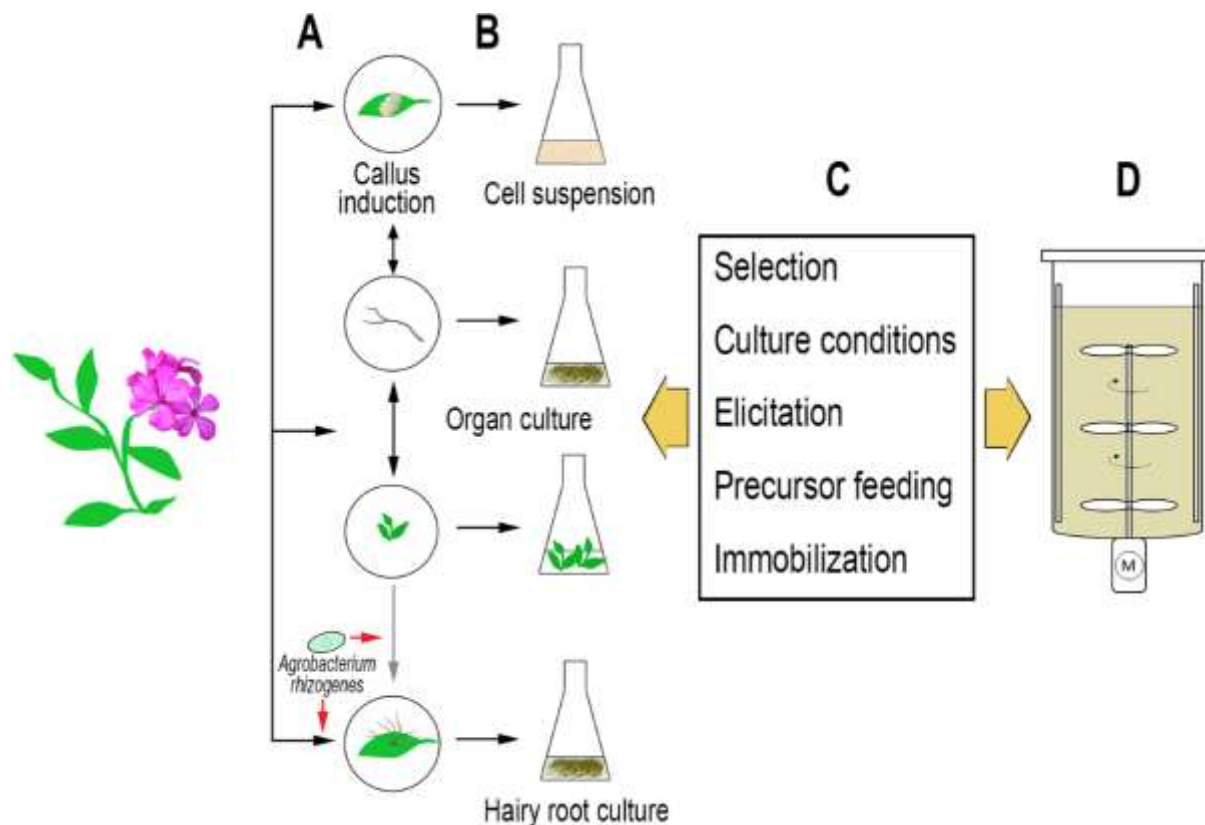 A
B
Callus
induction
Cell suspension
Organ culture
Agrobacterium
rhizogenes
Hairy root culture
C
Selection
Culture conditions
Elicitation
Precursor feeding
Immobilization
D
M